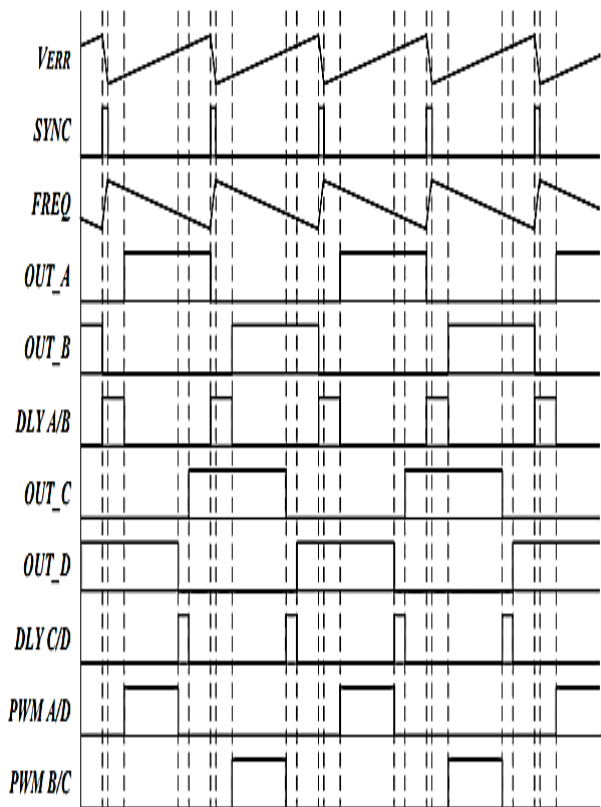 VERR
SYNC
FREQ
OUT_A
OUT_B
DLY A/B
OUT_C
OUT_D
DLY C/D
PWM A/D
PWM B/C